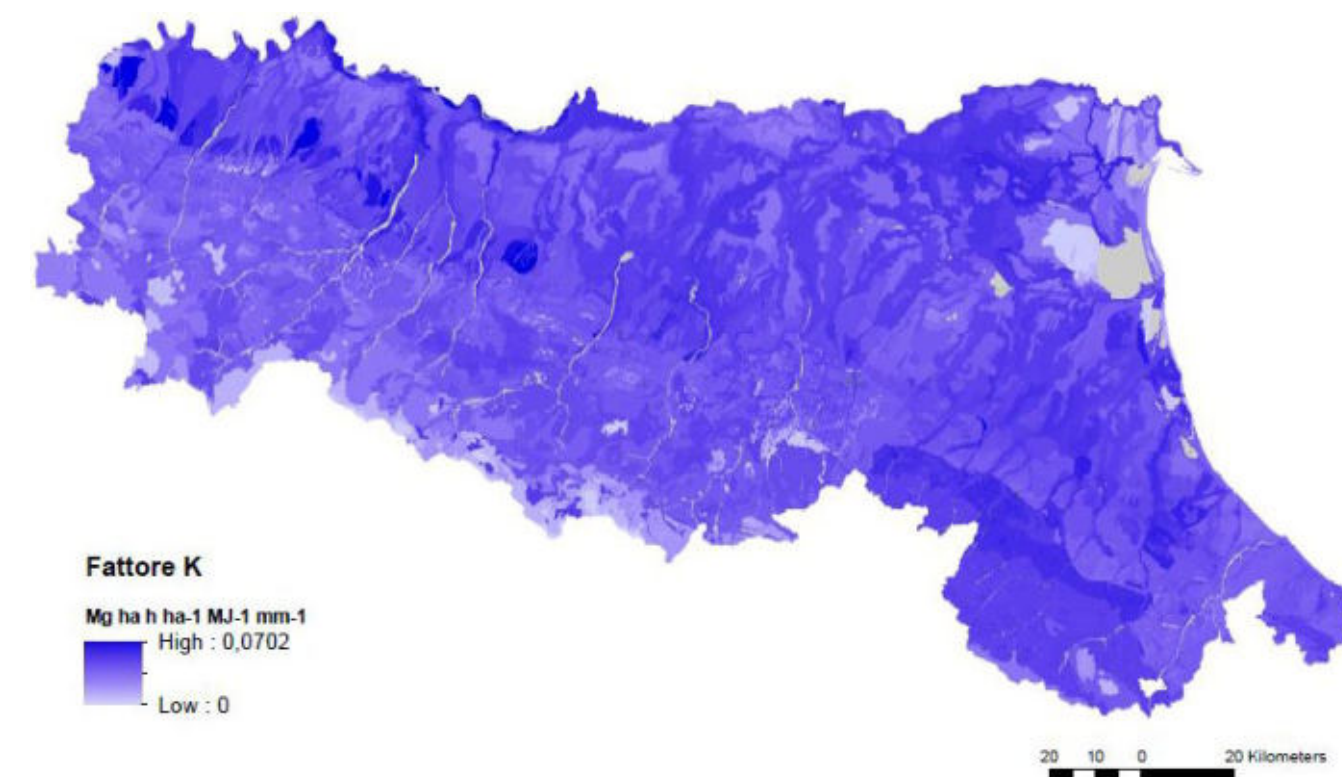 Fattore K
Mg ha h ha-1 MJ-1 mm-1
High : 0,0702
Low : 0
20 10 0 20 Kilometers